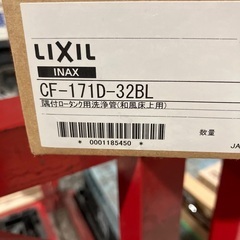 LIXIL
INAX
CF-171D-32BL
隅付ロータンク用洗浄管(和風床上用)
* 0001185450 *
数量
JA